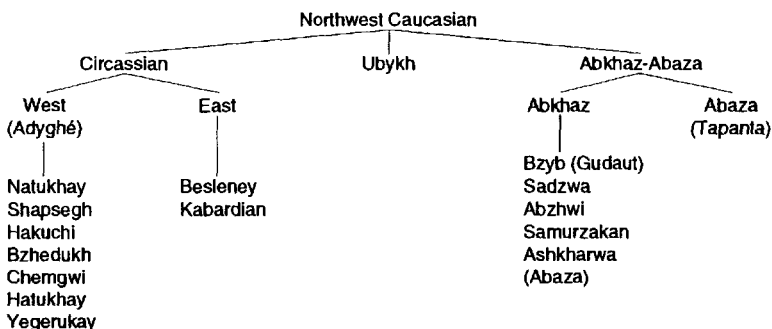 Northwest Caucasian
Circassian Ubykh Abkhaz-Abaza
West East Abkhaz Abaza
(Adyghé) (Tapanta)
Bzyb (Gudaut)
Natukhay Besleney Sadzwa
Shapsegh Kabardian Abzhwi
Hakuchi Samurzakan
Bzhedukh Ashkharwa
Chemgwi (Abaza)
Hatukhay
Yegerukay